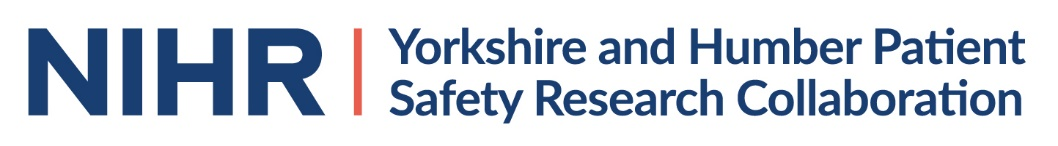 NIHR
Yorkshire and Humber Patient
Safety Research Collaboration